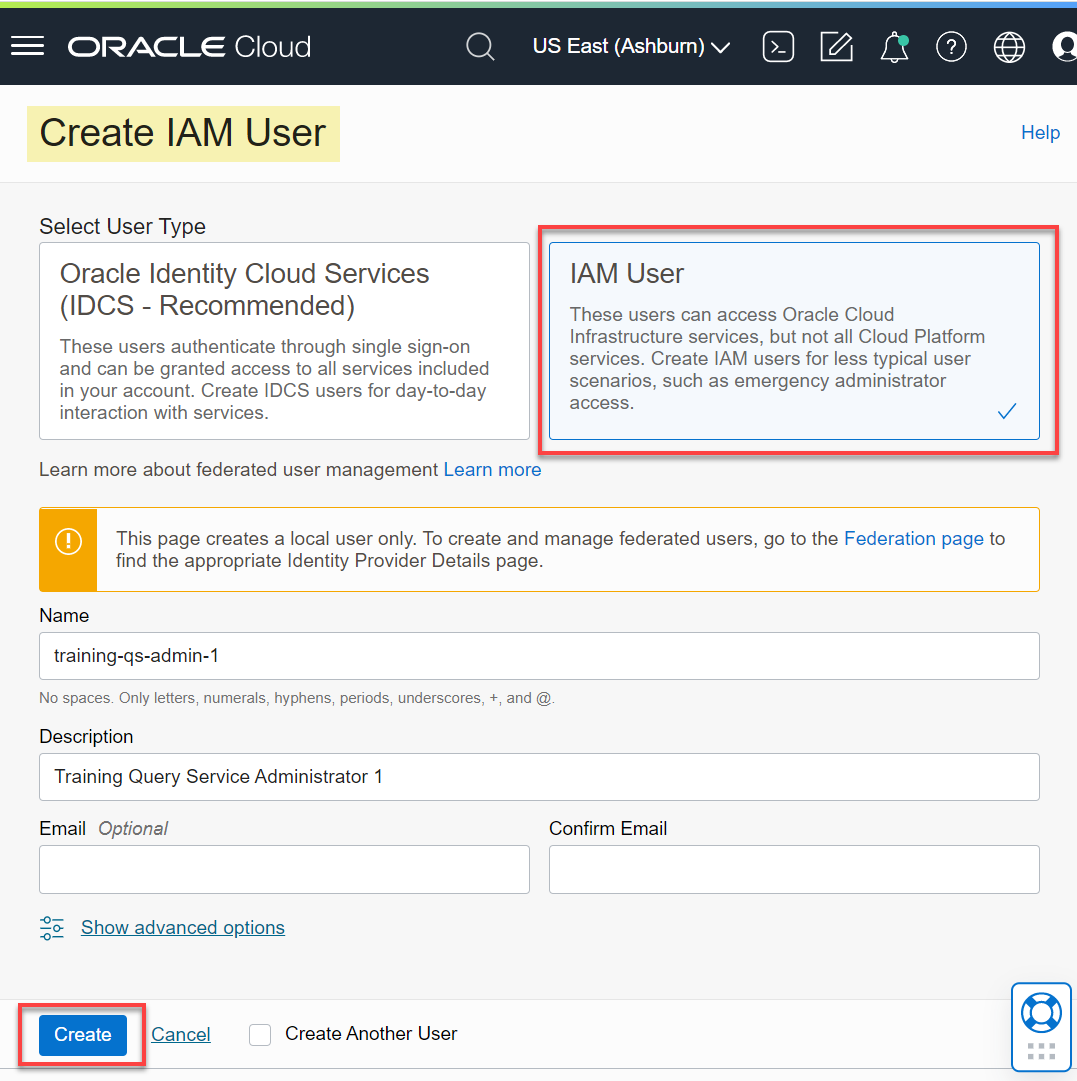 ORACLE Cloud
US East (Ashburn)
Create IAM User
Help
Select User Type
Oracle Identity Cloud Services
(IDCS - Recommended)
These users authenticate through single sign-on
and can be granted access to all services included
in your account. Create IDCS users for day-to-day
interaction with services.
IAM User
These users can access Oracle Cloud
Infrastructure services, but not all Cloud Platform
services. Create IAM users for less typical user
scenarios, such as emergency administrator
access.
Learn more about federated user management Learn more
This page creates a local user only. To create and manage federated users, go to the Federation page to
find the appropriate Identity Provider Details page.
Name
training-qs-admin-1
No spaces. Only letters, numerals, hyphens, periods, underscores, +, and @.
Description
Training Query Service Administrator 1
Email Optional
Confirm Email
Show advanced options
Create
Cancel
Create Another User